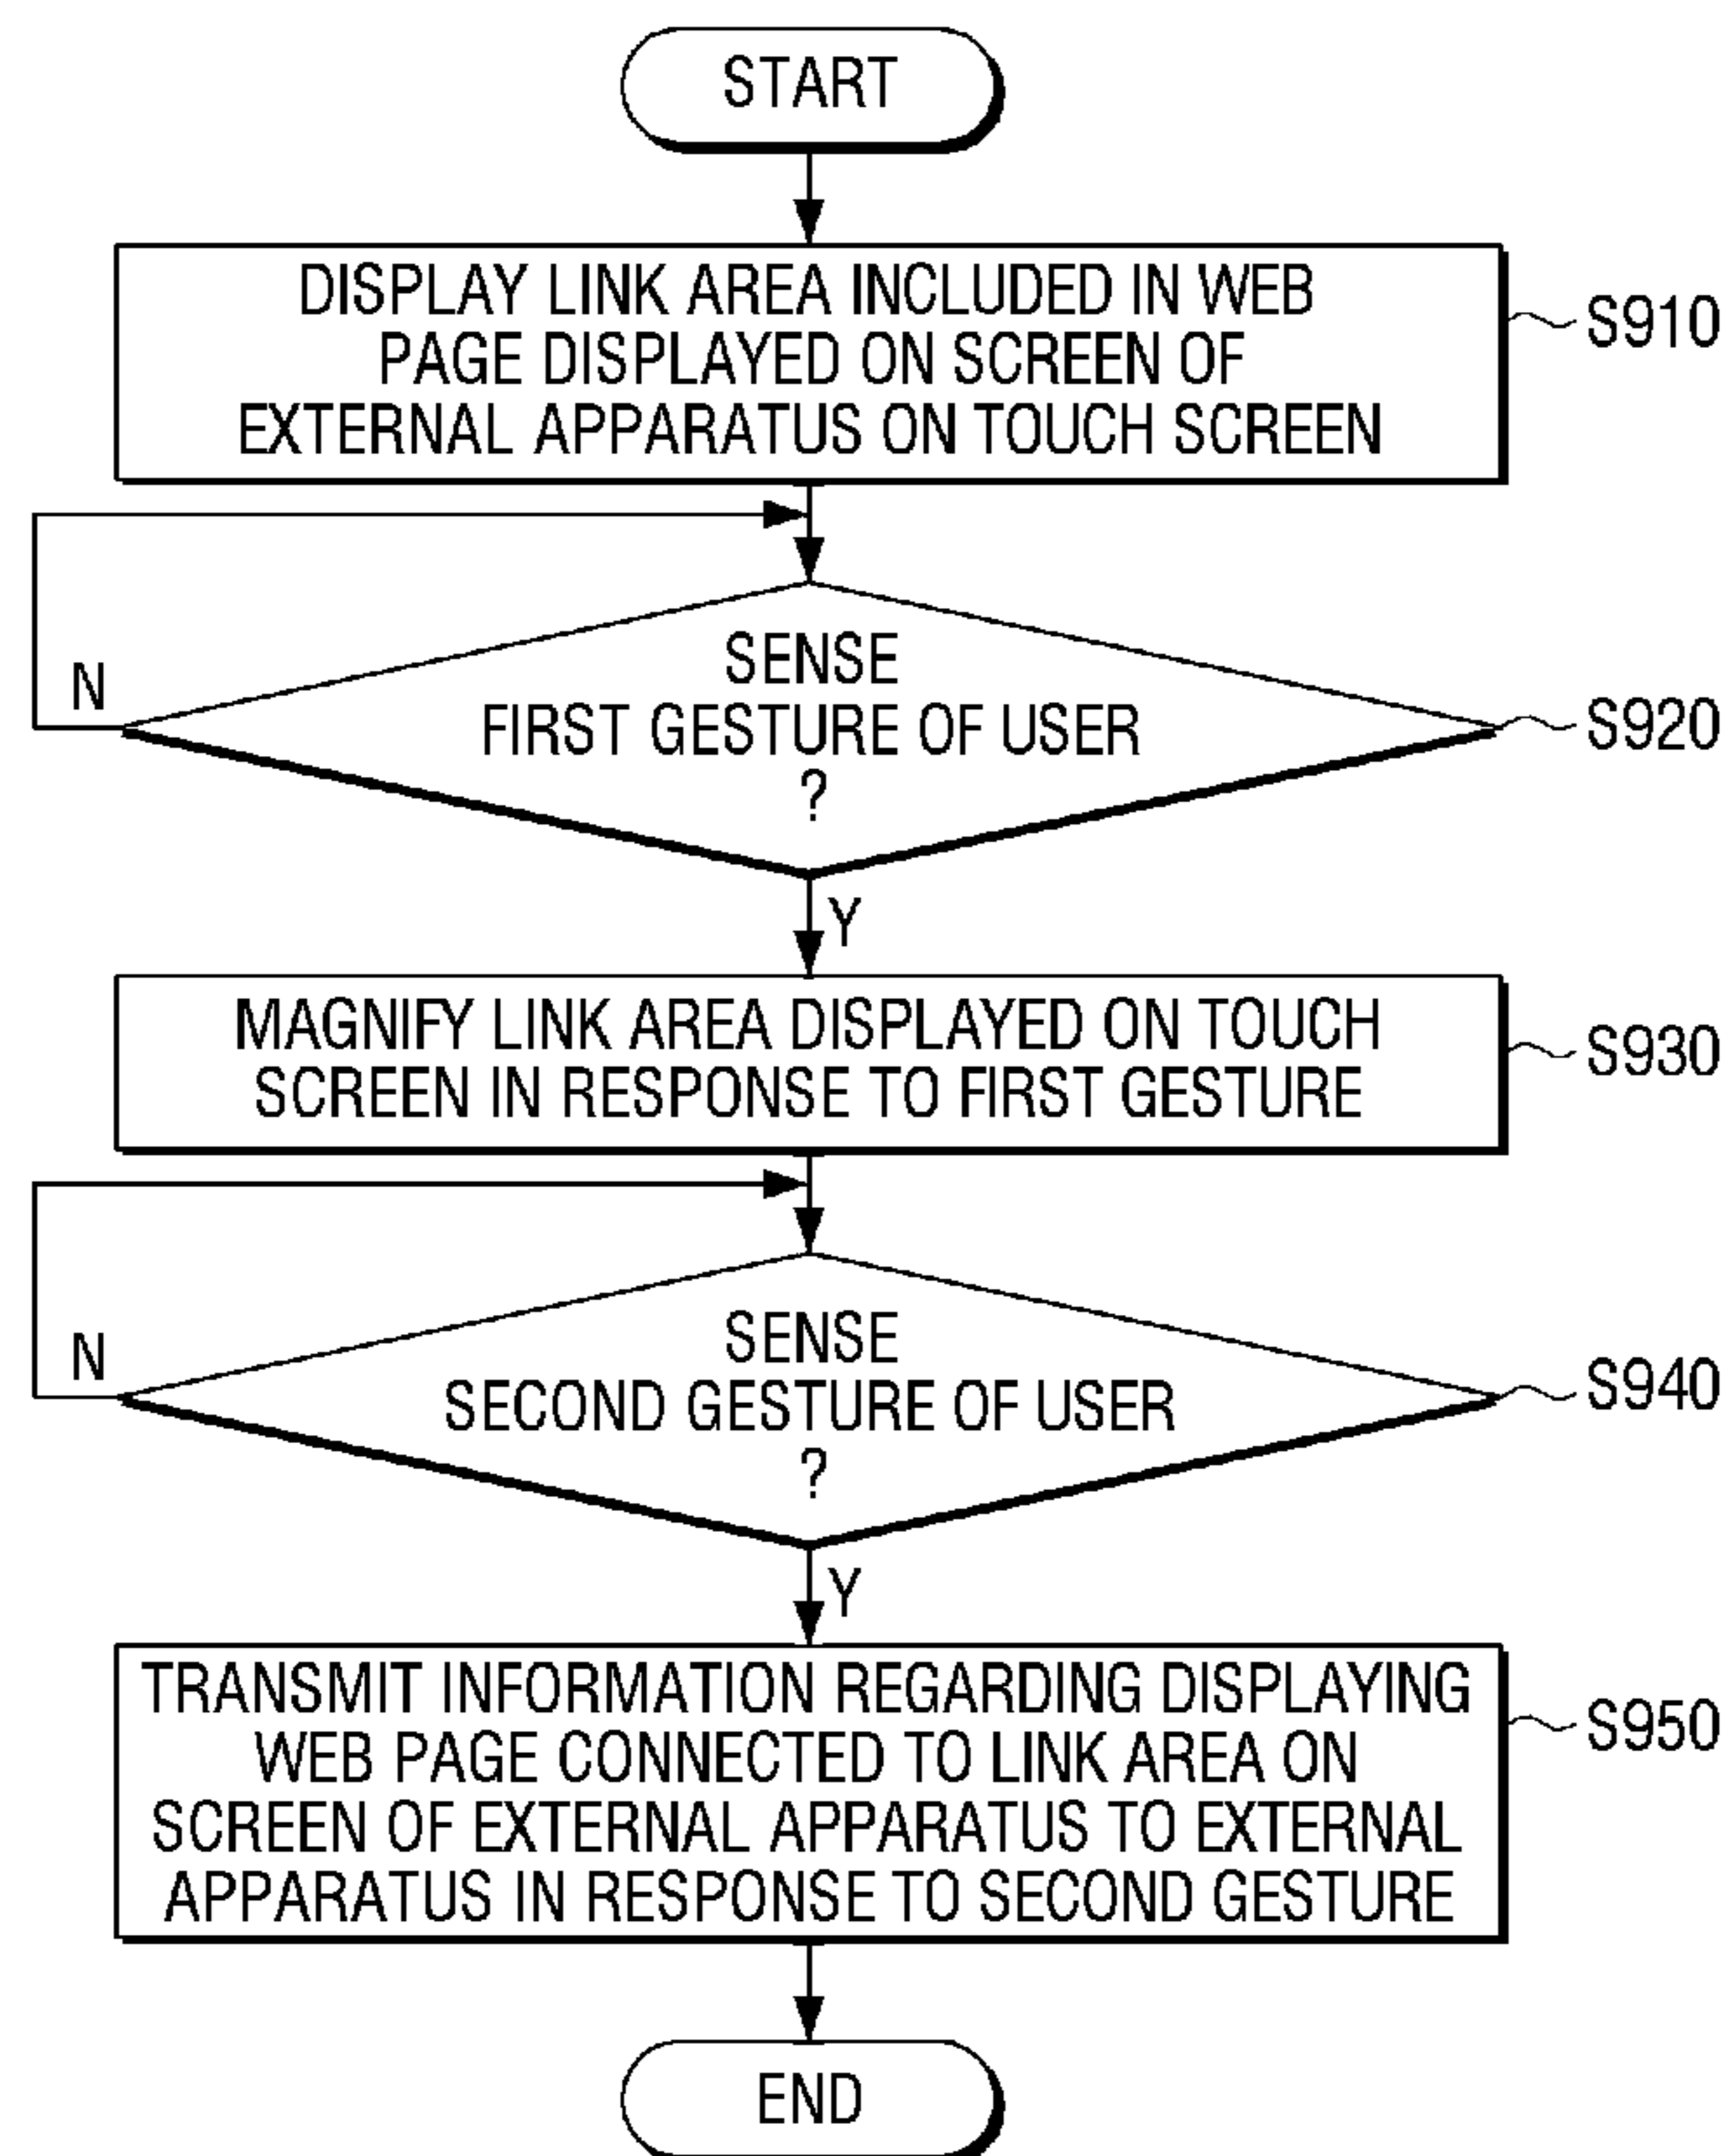 START
DISPLAY LINK AREA INCLUDED IN WEB
PAGE DISPLAYED ON SCREEN OF
EXTERNAL APPARATUS ON TOUCH SCREEN
S910
SENSE
FIRST GESTURE OF USER
?
N
S920
Y
MAGNIFY LINK AREA DISPLAYED ON TOUCH
SCREEN IN RESPONSE TO FIRST GESTURE
S930
SENSE
SECOND GESTURE OF USER
?
N
S940
Y
TRANSMIT INFORMATION REGARDING DISPLAYING
WEB PAGE CONNECTED TO LINK AREA ON
SCREEN OF EXTERNAL APPARATUS TO EXTERNAL
APPARATUS IN RESPONSE TO SECOND GESTURE
S950
END